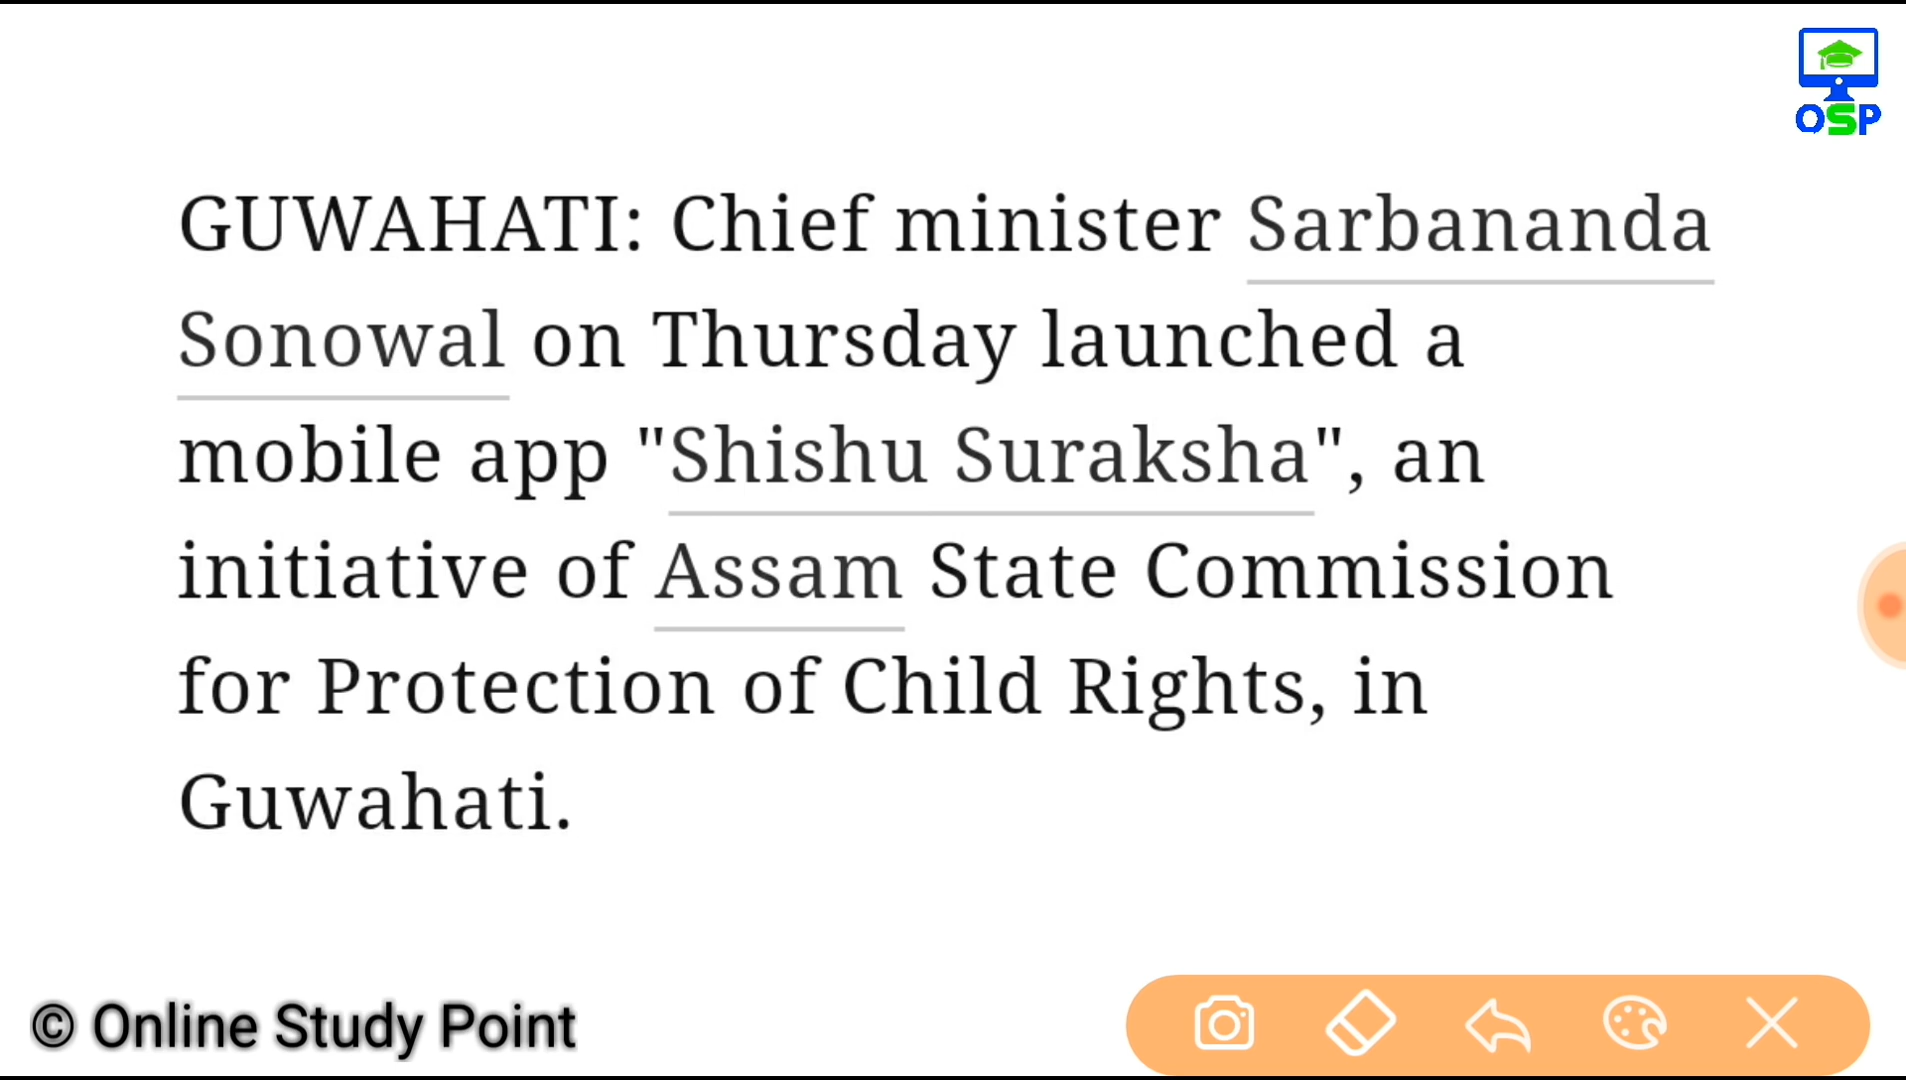 OSP
GUWAHATI: Chief minister Sarbananda
Sonowal on Thursday launched a
mobile app "Shishu Suraksha", an
initiative of Assam State Commission
for Protection of Child Rights, in
Guwahati.
© Online Study Point